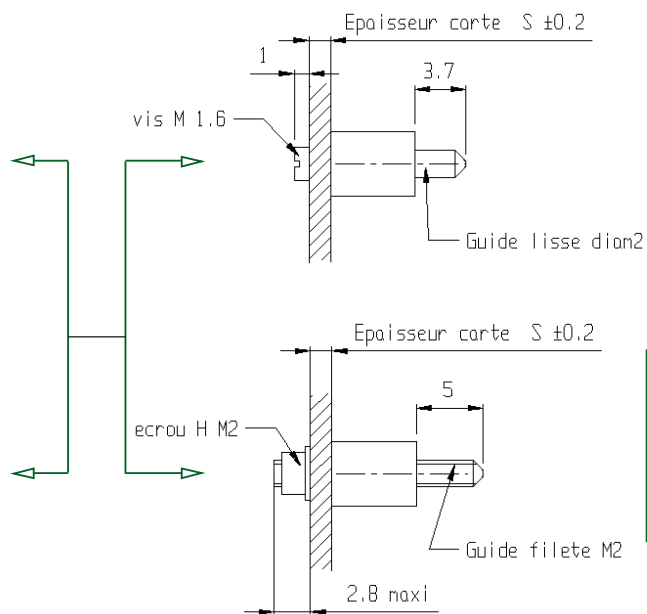 Epaisseur carte S ±0.2
1
3.7
vis M 1.6
Guide lisse diam2
Epaisseur carte S ±0.2
5
ecrou H M2
Guide filete M2
2.8 maxi